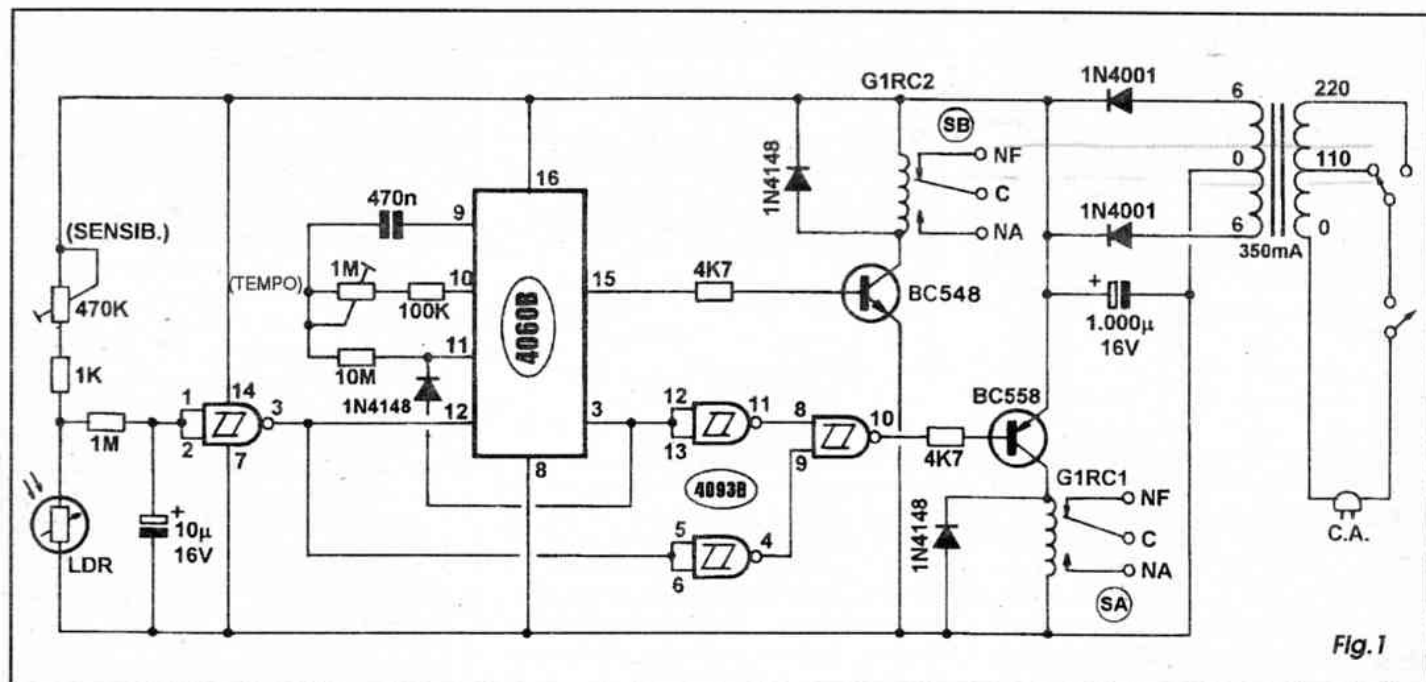 G1RC2
1N4001
6
220
SB
NF
C
NA
1N4148
0
110
16
470n
9
(SENSIB.)
1M
10
(TEMPO)
100K
4060B
15
4K7
BC548
6
1N4001
0
350mA
+
1.000µ
16V
470K
10M
11
1N4148
12
3
1K
1
14
3
2
7
1M
8
12
11
13
8
10
9
4093B
4K7
BC558
G1RC1
NF
C
NA
SA
1N4148
5
4
6
+
10µ
16V
LDR
C.A.
Fig.1